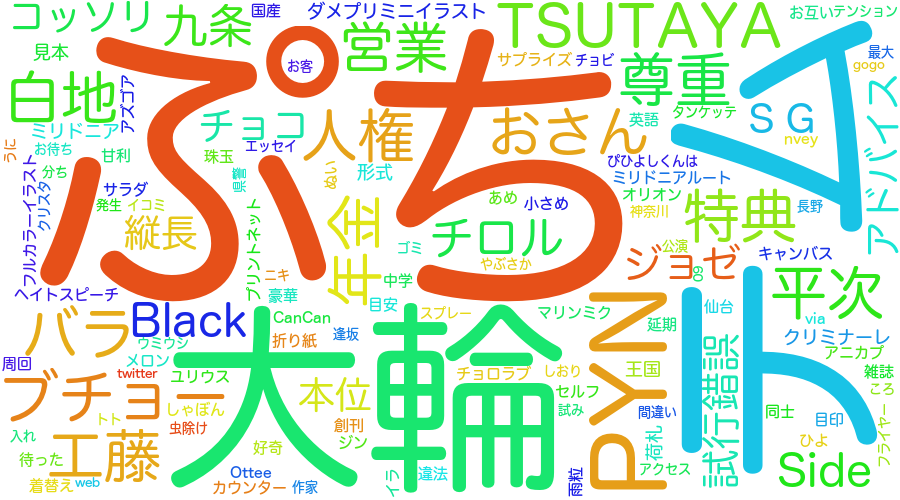 コッソリ
九条
国産
ダメプリミニイラスト
TSUTAYA
お互いテンション
見本
営業
サプライズ
チョビ
最大
gogo
お客
白地
アズゴア
ぷち
尊重
ミリドニア
チョコ
人権
おさん
タンケッテ
SG
nvey
アドバイス
お待ち
甘利
珠玉
エッセイ
英語
うに
分ち
県警
ぬい
形式
ぴひよしくんは
ミリドニアルート
フルカラーイラスト
クリスタ
サラダ
あめ
小さめ
オリオン
神奈川
長野
発生
イコミ
縦長
プリントネット
年金
チロル
特典
ゴミ
やぶさか
公演
ジョゼ
キャンバス
ヘイトスピーチ
ニキ
豪華
中学
目安
CanCan
マリンミク
PYN
09
平次
バラ
Black
大輪
スプレー
仙台
via
ウミウシ
折り紙
逢坂
延期
クリミナーレ
周回
メロン
アニカプ
twitter
ユリウス
チョロラブ
しおり
王国
試行錯誤
雑誌
ブチョー
本位
セルフ
ころ
トト
しゃぼん
創刊
試み
間違い
同士
目印
虫除け
入れ
工藤
好奇
ジン
荷札
ひよ
フライヤー
待った
Ottee
イラ
違法
雨粒
アクセス
Side
着替え
web
カウンター
作家